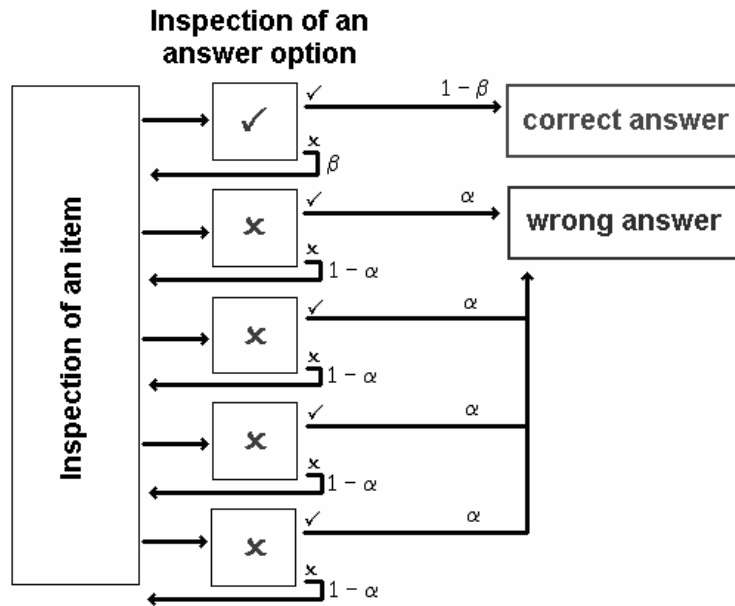 Inspection of an
answer option
✓
1 − β
correct answer
✓
x
β
✓
α
wrong answer
x
x
1 − α
Inspection of an item
✓
α
x
x
1 − α
✓
α
x
x
1 − α
✓
α
x
x
1 − α